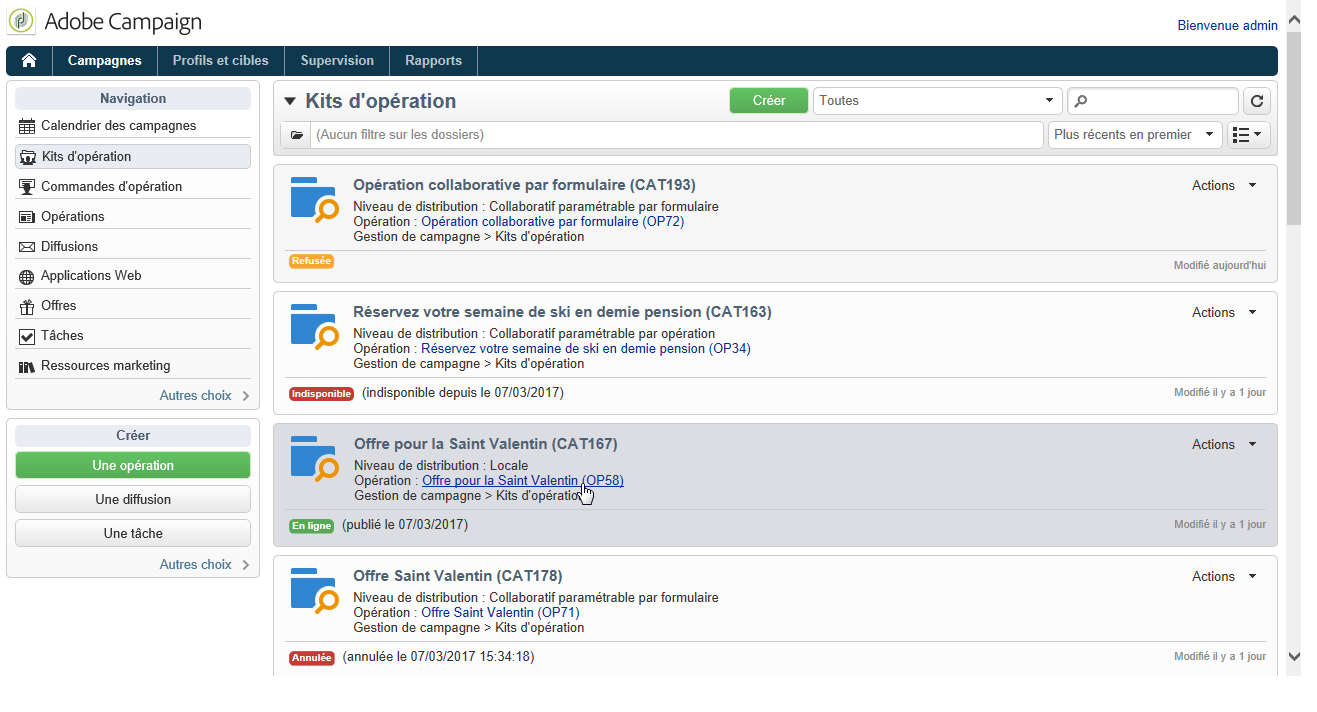 Adobe Campaign
Bienvenue admin
Campagnes
Profils et cibles
Supervision
Rapports
Navigation
Calendrier des campagnes
Kits d'opération
Commandes d'opération
Opérations
Diffusions
Applications Web
Offres
Tâches
Ressources marketing
Autres choix
Créer
Une opération
Une diffusion
Une tâche
Autres choix
Kits d'opération
Créer
Toutes
(Aucun filtre sur les dossiers)
Plus récents en premier
Opération collaborative par formulaire (CAT193)
Actions
Niveau de distribution : Collaboratif paramétrable par formulaire
Opération : Opération collaborative par formulaire (OP72)
Gestion de campagne > Kits d'opération
Refusée
Modifié aujourd'hui
Réservez votre semaine de ski en demie pension (CAT163)
Actions
Niveau de distribution : Collaboratif paramétrable par opération
Opération : Réservez votre semaine de ski en demie pension (OP34)
Gestion de campagne > Kits d'opération
Indisponible (indisponible depuis le 07/03/2017)
Modifié il y a 1 jour
Offre pour la Saint Valentin (CAT167)
Actions
Niveau de distribution : Locale
Opération : Offre pour la Saint Valentin (OP58)
Gestion de campagne > Kits d'opération
En ligne (publié le 07/03/2017)
Modifié il y a 1 jour
Offre Saint Valentin (CAT178)
Actions
Niveau de distribution : Collaboratif paramétrable par formulaire
Opération : Offre Saint Valentin (OP71)
Gestion de campagne > Kits d'opération
Annulée (annulée le 07/03/2017 15:34:18)
Modifié il y a 1 jour